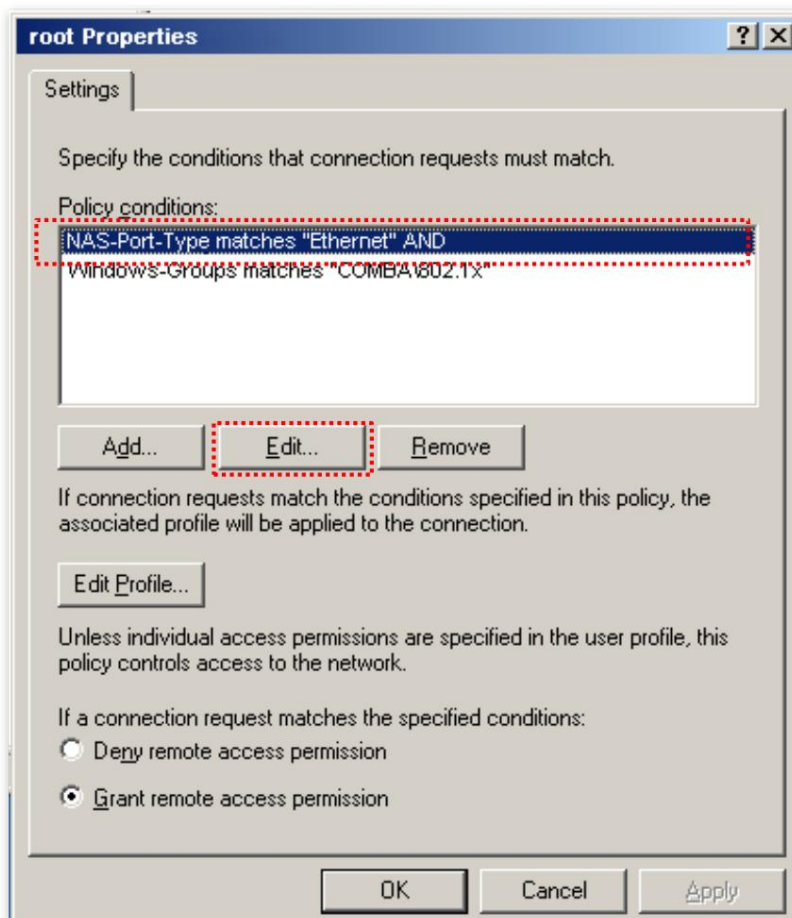 root Properties
Settings
Specify the conditions that connection requests must match.
Policy conditions:
NAS-Port-Type matches "Ethernet" AND
Windows-Groups matches "COMBA\802.1x"
Add... Edit... Remove
If connection requests match the conditions specified in this policy, the
associated profile will be applied to the connection.
Edit Profile...
Unless individual access permissions are specified in the user profile, this
policy controls access to the network.
If a connection request matches the specified conditions:
Deny remote access permission
Grant remote access permission
OK Cancel Apply